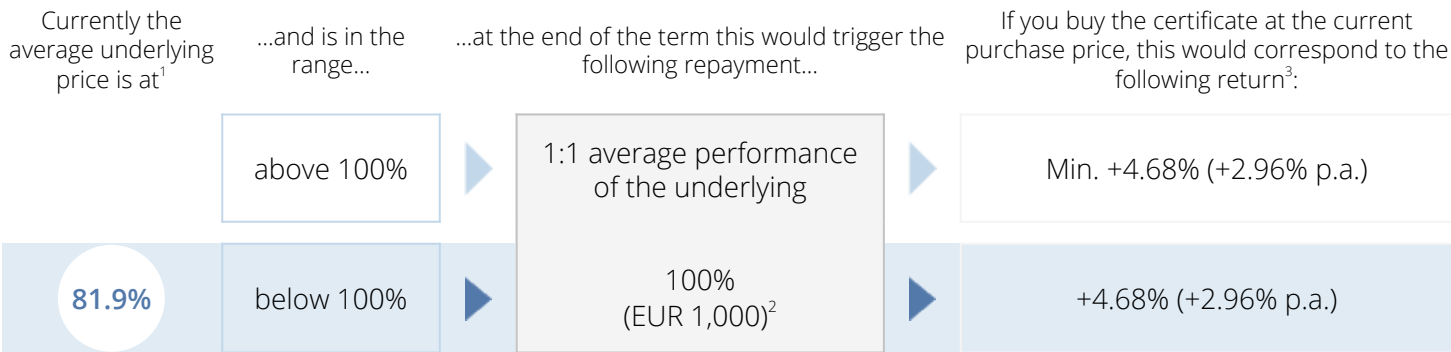 Currently the
average underlying
price is at¹
...and is in the
range...
...at the end of the term this would trigger the
following repayment...
If you buy the certificate at the current
purchase price, this would correspond to the
following return³:
above 100%
1:1 average performance
of the underlying
Min. +4.68% (+2.96% p.a.)
81.9%
below 100%
100%
(EUR 1,000)²
+4.68% (+2.96% p.a.)